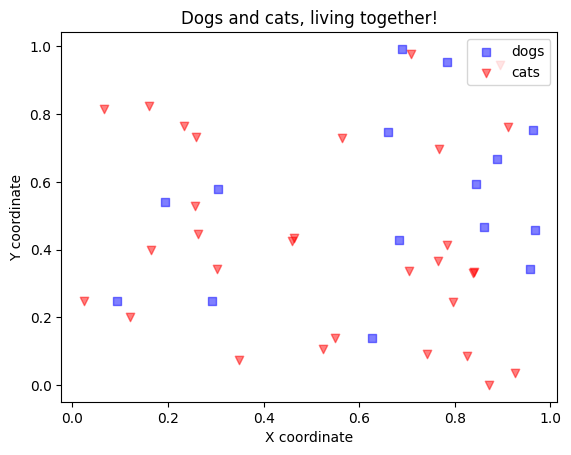 Dogs and cats, living together!
dogs
cats
1.0
0.8
0.6
0.4
0.2
0.0
Y coordinate
0.0 0.2 0.4 0.6 0.8 1.0
X coordinate